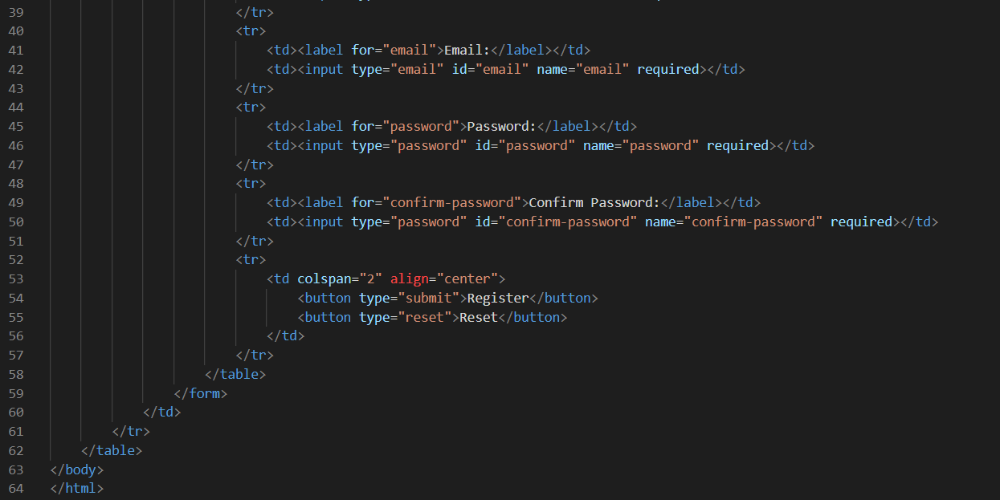 39 </tr>
40 <tr>
41 <td><label for="email">Email:</label></td>
42 <td><input type="email" id="email" name="email" required></td>
43 </tr>
44 <tr>
45 <td><label for="password">Password:</label></td>
46 <td><input type="password" id="password" name="password" required></td>
47 </tr>
48 <tr>
49 <td><label for="confirm-password">Confirm Password:</label></td>
50 <td><input type="password" id="confirm-password" name="confirm-password" required></td>
51 </tr>
52 <tr>
53 <td colspan="2" align="center">
54 <button type="submit">Register</button>
55 <button type="reset">Reset</button>
56 </td>
57 </tr>
58 </table>
59 </form>
60 </td>
61 </tr>
62 </table>
63 </body>
64 </html>